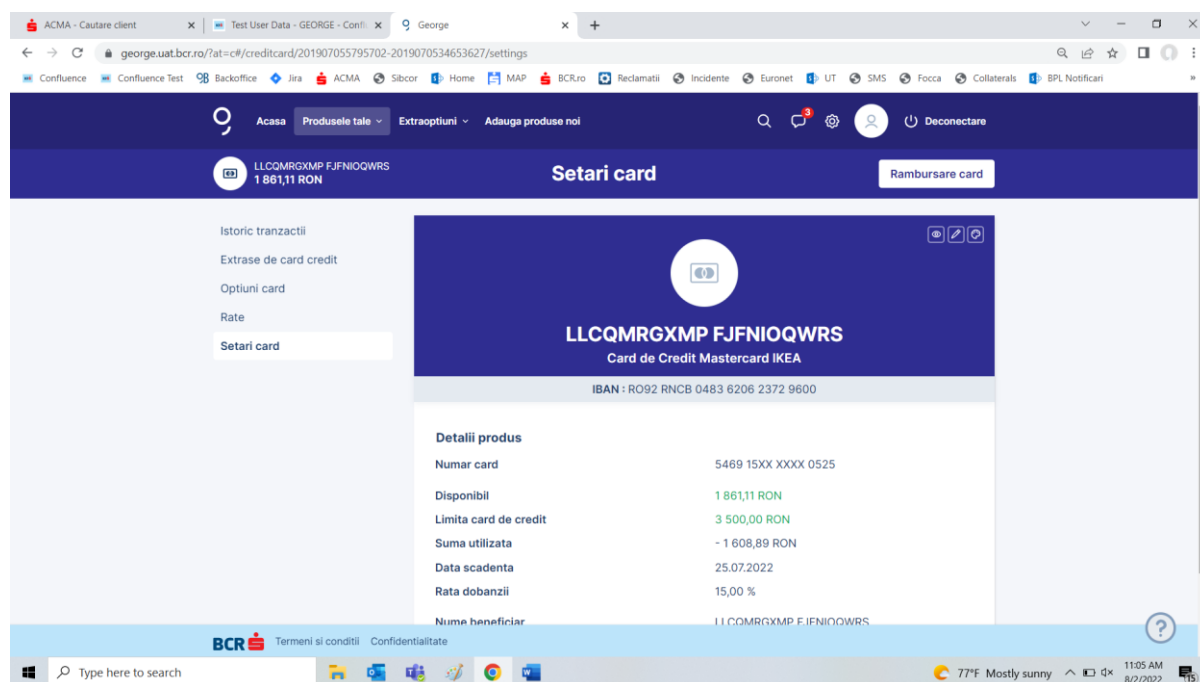 ACMA - Cautare client
Test User Data - GEORGE - Conflu
George
george.uat.bcr.ro/?at=c#/creditcard/201907055795702-2019070534653627/settings
Confluence Confluence Test Backoffice Jira ACMA Sibcor Home MAP BCR.ro Reclamatii Incidente Euronet UT SMS Focca Collaterals BPL Notificari »
Acasa Produsele tale Extraoptiuni Adauga produse noi 3 Deconectare
LLCQMRGXMP FJFNIOQWRS
1 861,11 RON
Setari card
Rambursare card
Istoric tranzactii
Extrase de card credit
Optiuni card
Rate
Setari card
LLCQMRGXMP FJFNIOQWRS
Card de Credit Mastercard IKEA
IBAN : RO92 RNCB 0483 6206 2372 9600
Detalii produs
Numar card 5469 15XX XXXX 0525
Disponibil 1 861,11 RON
Limita card de credit 3 500,00 RON
Suma utilizata - 1 608,89 RON
Data scadenta 25.07.2022
Rata dobanzii 15,00 %
Nume beneficiar LLCQMRGXMP FJFNIOQWRS
BCR Termeni si conditii Confidentialitate
?
Type here to search
77°F Mostly sunny
11:05 AM
8/2/2022
15